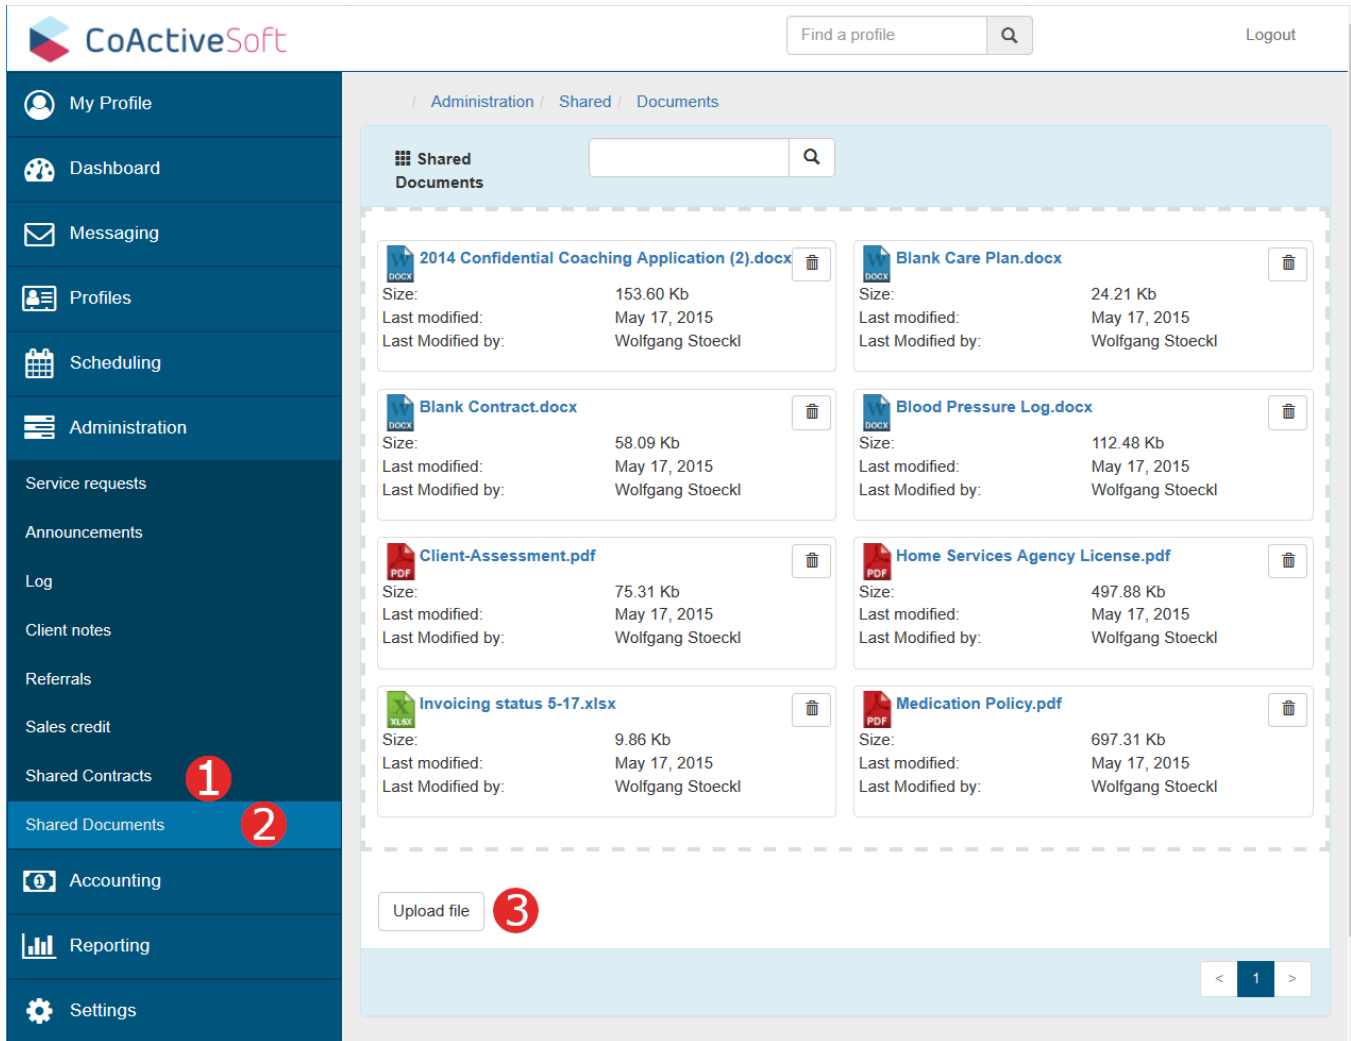 CoActiveSoft
Find a profile
Logout
My Profile
Dashboard
Messaging
Profiles
Scheduling
Administration
Service requests
Announcements
Log
Client notes
Referrals
Sales credit
Shared Contracts
1
Shared Documents
2
Accounting
Reporting
Settings
/ Administration / Shared / Documents
Shared
Documents
DOCX
2014 Confidential Coaching Application (2).docx
Size: 153.60 Kb
Last modified: May 17, 2015
Last Modified by: Wolfgang Stoeckl
DOCX
Blank Care Plan.docx
Size: 24.21 Kb
Last modified: May 17, 2015
Last Modified by: Wolfgang Stoeckl
DOCX
Blank Contract.docx
Size: 58.09 Kb
Last modified: May 17, 2015
Last Modified by: Wolfgang Stoeckl
DOCX
Blood Pressure Log.docx
Size: 112.48 Kb
Last modified: May 17, 2015
Last Modified by: Wolfgang Stoeckl
PDF
Client-Assessment.pdf
Size: 75.31 Kb
Last modified: May 17, 2015
Last Modified by: Wolfgang Stoeckl
PDF
Home Services Agency License.pdf
Size: 497.88 Kb
Last modified: May 17, 2015
Last Modified by: Wolfgang Stoeckl
XLSX
Invoicing status 5-17.xlsx
Size: 9.86 Kb
Last modified: May 17, 2015
Last Modified by: Wolfgang Stoeckl
PDF
Medication Policy.pdf
Size: 697.31 Kb
Last modified: May 17, 2015
Last Modified by: Wolfgang Stoeckl
Upload file
3
< 1 >